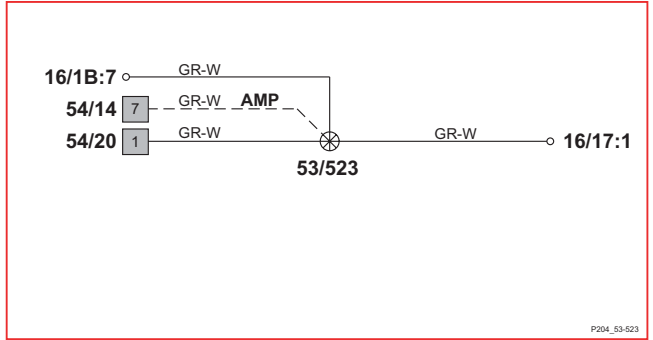 16/1B:7 GR-W
54/14 7 GR-W AMP
54/20 1 GR-W GR-W 16/17:1
53/523
P204_53-523